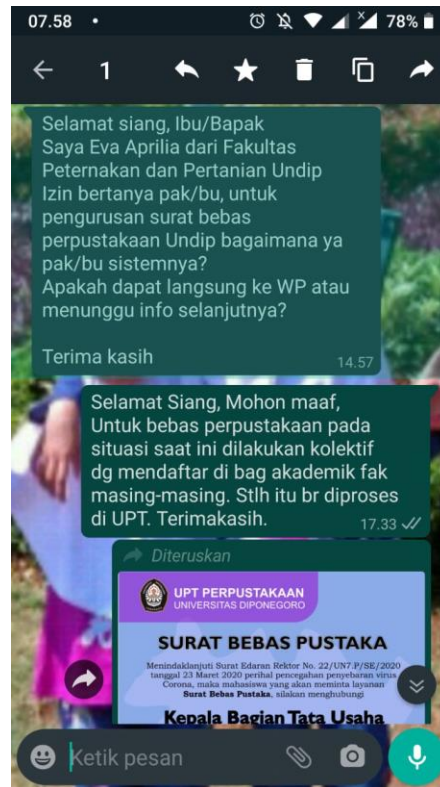 07.58
78%
1
Selamat siang, Ibu/Bapak
Saya Eva Aprilia dari Fakultas
Peternakan dan Pertanian Undip
Izin bertanya pak/bu, untuk
pengurusan surat bebas
perpustakaan Undip bagaimana ya
pak/bu sistemnya?
Apakah dapat langsung ke WP atau
menunggu info selanjutnya?
Terima kasih
14.57
Selamat Siang, Mohon maaf,
Untuk bebas perpustakaan pada
situasi saat ini dilakukan kolektif
dg mendaftar di bag akademik fak
masing-masing. Stlh itu br diproses
di UPT. Terimakasih.
17.33
Diteruskan
UPT PERPUSTAKAAN
UNIVERSITAS DIPONEGORO
SURAT BEBAS PUSTAKA
Menindaklanjuti Surat Edaran Rektor No. 22/UN7.P/SE/2020
tanggal 23 Maret 2020 perihal pencegahan penyebaran virus
Corona, maka mahasiswa yang akan meminta layanan
Surat Bebas Pustaka, silakan menghubungi
Kepala Bagian Tata Usaha
Ketik pesan